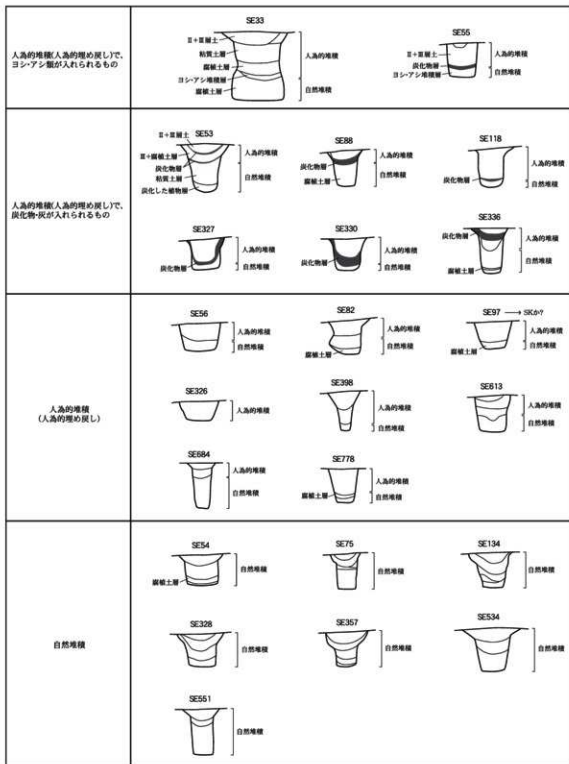 人為的堆積(人為的埋め戻し)で、
ヨシ・アシ類が入れられるもの
SE33
Ⅱ+Ⅲ層土
粘質土層
腐植土層
ヨシ・アシ堆積層
腐植土層
人為的堆積
自然堆積
SE55
Ⅱ+Ⅲ層土
炭化物層
ヨシ・アシ堆積層
人為的堆積
自然堆積
人為的堆積(人為的埋め戻し)で、
炭化物・灰が入れられるもの
SE53
Ⅱ+Ⅲ層土
Ⅱ+腐植土層
炭化物層
粘質土層
炭化した植物層
人為的堆積
自然堆積
SE88
炭化物層
腐植土層
人為的堆積
自然堆積
SE118
炭化物層
人為的堆積
自然堆積
SE327
炭化物層
人為的堆積
自然堆積
SE330
炭化物層
人為的堆積
自然堆積
SE336
炭化物層
腐植土層
人為的堆積
自然堆積
人為的堆積
(人為的埋め戻し)
SE56
人為的堆積
自然堆積
SE82
腐植土層
人為的堆積
自然堆積
SE97 → SKか?
腐植土層
人為的堆積
自然堆積
SE326
人為的堆積
SE398
人為的堆積
自然堆積
SE613
人為的堆積
自然堆積
SE684
人為的堆積
自然堆積
SE778
腐植土層
人為的堆積
自然堆積
自然堆積
SE54
腐植土層
自然堆積
SE75
自然堆積
SE134
自然堆積
SE328
自然堆積
SE357
自然堆積
SE534
自然堆積
SE551
自然堆積